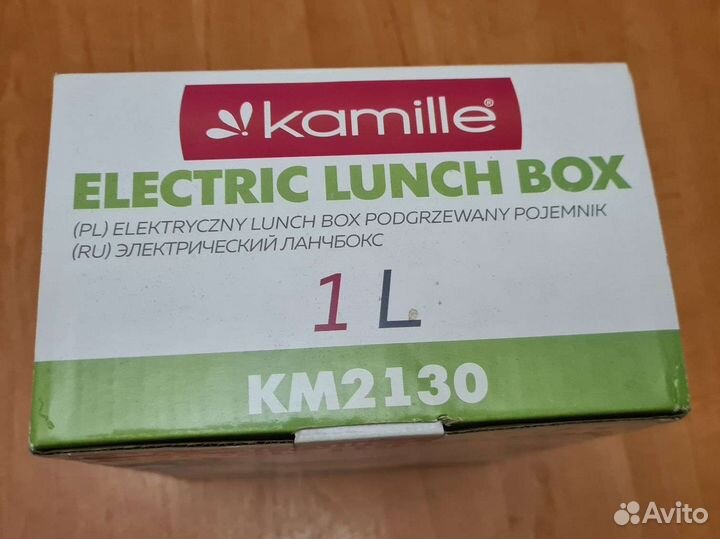 kamille®
ELECTRIC LUNCH BOX
(PL) ELEKTRYCZNY LUNCH BOX PODGRZEWANY POJEMNIK
(RU) ЭЛЕКТРИЧЕСКИЙ ЛАНЧБОКС
1 L
KM2130
Avito